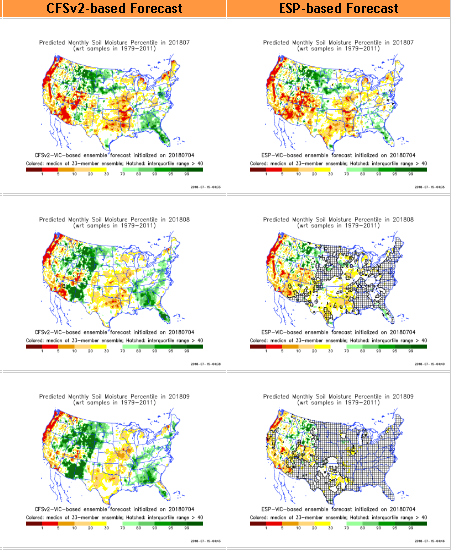 CFSv2-based Forecast
ESP-based Forecast
Predicted Monthly Soil Moisture Percentile in 201807
(wrt samples in 1979-2011)
CFSv2-VIC-based ensemble forecast initialized on 20180704
Colored: median of 23-member ensemble; Hatched: interquartile range > 40
1 5 10 20 30 70 80 90 95 99
Predicted Monthly Soil Moisture Percentile in 201807
(wrt samples in 1979-2011)
ESP-VIC-based ensemble forecast initialized on 20180704
Colored: median of 33-member ensemble; Hatched: interquartile range > 40
1 5 10 20 30 70 80 90 95 99
Predicted Monthly Soil Moisture Percentile in 201808
(wrt samples in 1979-2011)
CFSv2-VIC-based ensemble forecast initialized on 20180704
Colored: median of 23-member ensemble; Hatched: interquartile range > 40
1 5 10 20 30 70 80 90 95 99
Predicted Monthly Soil Moisture Percentile in 201808
(wrt samples in 1979-2011)
ESP-VIC-based ensemble forecast initialized on 20180704
Colored: median of 33-member ensemble; Hatched: interquartile range > 40
1 5 10 20 30 70 80 90 95 99
Predicted Monthly Soil Moisture Percentile in 201809
(wrt samples in 1979-2011)
CFSv2-VIC-based ensemble forecast initialized on 20180704
Colored: median of 23-member ensemble; Hatched: interquartile range > 40
1 5 10 20 30 70 80 90 95 99
Predicted Monthly Soil Moisture Percentile in 201809
(wrt samples in 1979-2011)
ESP-VIC-based ensemble forecast initialized on 20180704
Colored: median of 33-member ensemble; Hatched: interquartile range > 40
1 5 10 20 30 70 80 90 95 99